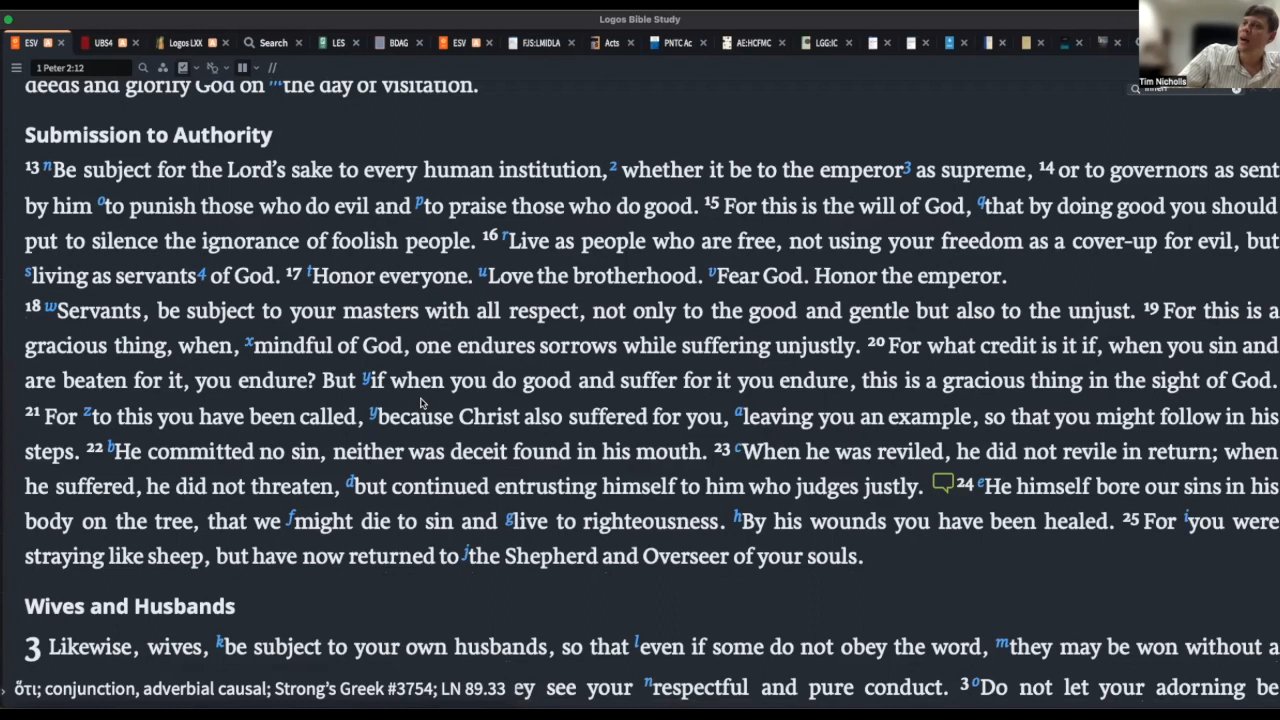 Logos Bible Study
ESV A × UBS4 A × Logos LXX A × Search × LES × BDAG × ESV A × FJS:LMIDLA × Acts × PNTC Ac × AE:HCFMC × LGG:IC ×
1 Peter 2:12
Tim Nicholls
deeds and glorify God on m the day of visitation.
Submission to Authority
13 n Be subject for the Lord’s sake to every human institution,2 whether it be to the emperor3 as supreme, 14 or to governors as sent
by him o to punish those who do evil and p to praise those who do good. 15 For this is the will of God, q that by doing good you should
put to silence the ignorance of foolish people. 16 r Live as people who are free, not using your freedom as a cover-up for evil, but
s living as servants4 of God. 17 t Honor everyone. u Love the brotherhood. v Fear God. Honor the emperor.
18 w Servants, be subject to your masters with all respect, not only to the good and gentle but also to the unjust. 19 For this is a
gracious thing, when, x mindful of God, one endures sorrows while suffering unjustly. 20 For what credit is it if, when you sin and
are beaten for it, you endure? But y if when you do good and suffer for it you endure, this is a gracious thing in the sight of God.
21 For z to this you have been called, y because Christ also suffered for you, a leaving you an example, so that you might follow in his
steps. 22 b He committed no sin, neither was deceit found in his mouth. 23 c When he was reviled, he did not revile in return; when
he suffered, he did not threaten, d but continued entrusting himself to him who judges justly. 24 e He himself bore our sins in his
body on the tree, that we f might die to sin and g live to righteousness. h By his wounds you have been healed. 25 For i you were
straying like sheep, but have now returned to j the Shepherd and Overseer of your souls.
Wives and Husbands
3 Likewise, wives, k be subject to your own husbands, so that l even if some do not obey the word, m they may be won without a
ὅτι; conjunction, adverbial causal; Strong’s Greek #3754; LN 89.33 ey see your n respectful and pure conduct. 3 o Do not let your adorning be